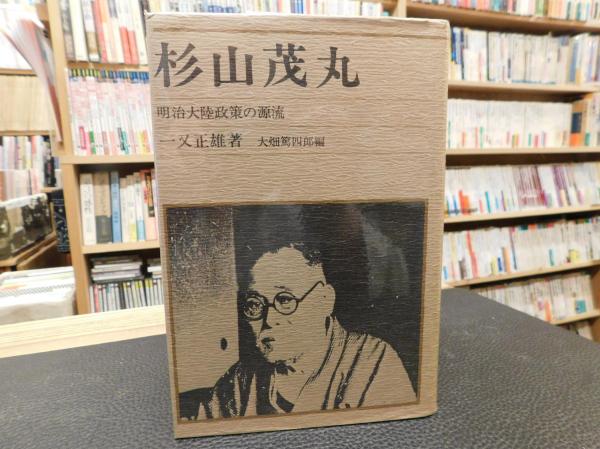 杉山茂丸
明治大陸政策の源流
一又正雄著 大畑篤四郎編